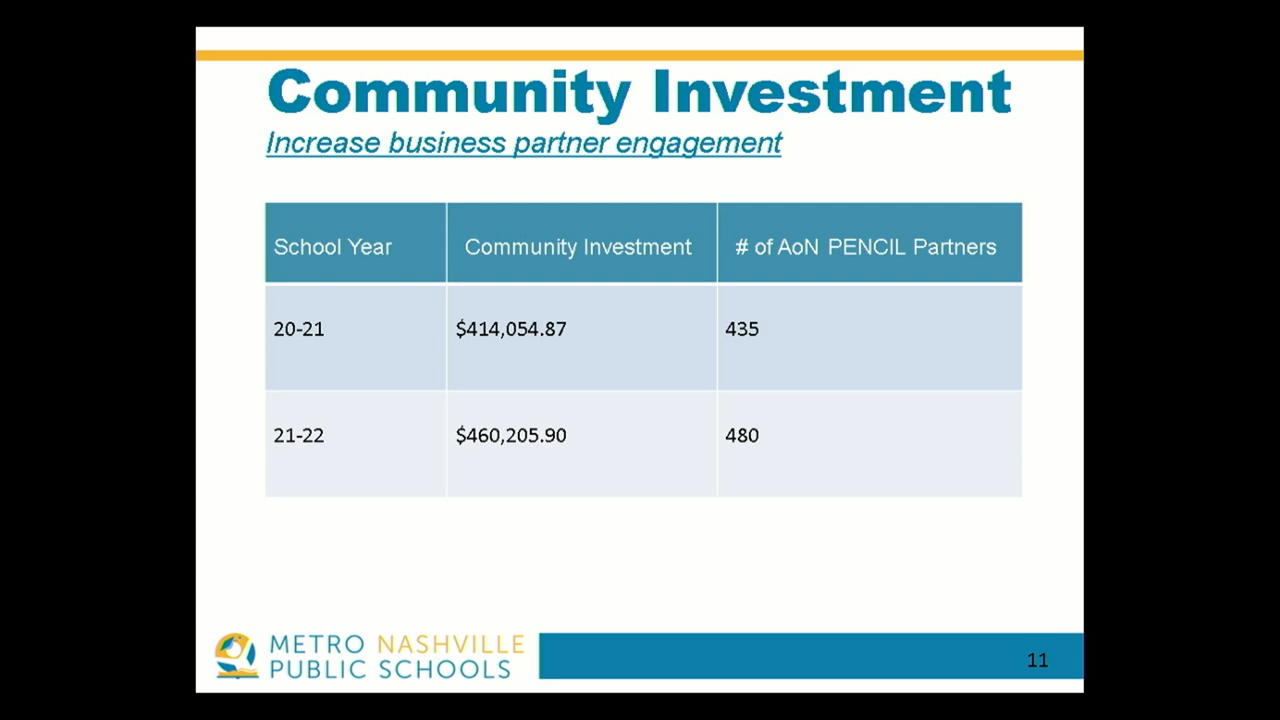 Community Investment
Increase business partner engagement
School Year Community Investment # of AoN PENCIL Partners
20-21 $414,054.87 435
21-22 $460,205.90 480
METRO NASHVILLE
PUBLIC SCHOOLS
11